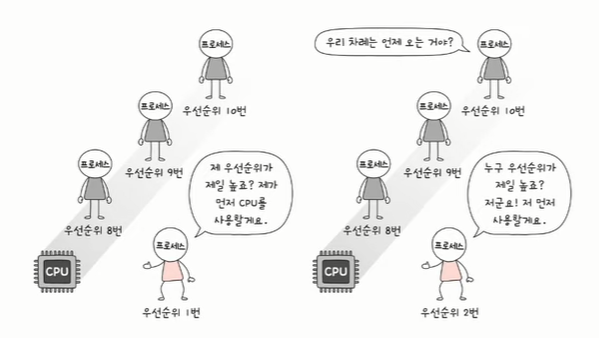 프로세스
우선순위 10번
프로세스
우선순위 9번
프로세스
우선순위 8번
CPU
제 우선순위가
제일 높죠? 제가
먼저 CPU를
사용할게요.
프로세스
우선순위 1번
우리 차례는 언제 오는 거야?
프로세스
우선순위 10번
프로세스
우선순위 9번
프로세스
우선순위 8번
CPU
누구 우선순위가
제일 높죠?
저군요! 저 먼저
사용할게요.
프로세스
우선순위 2번